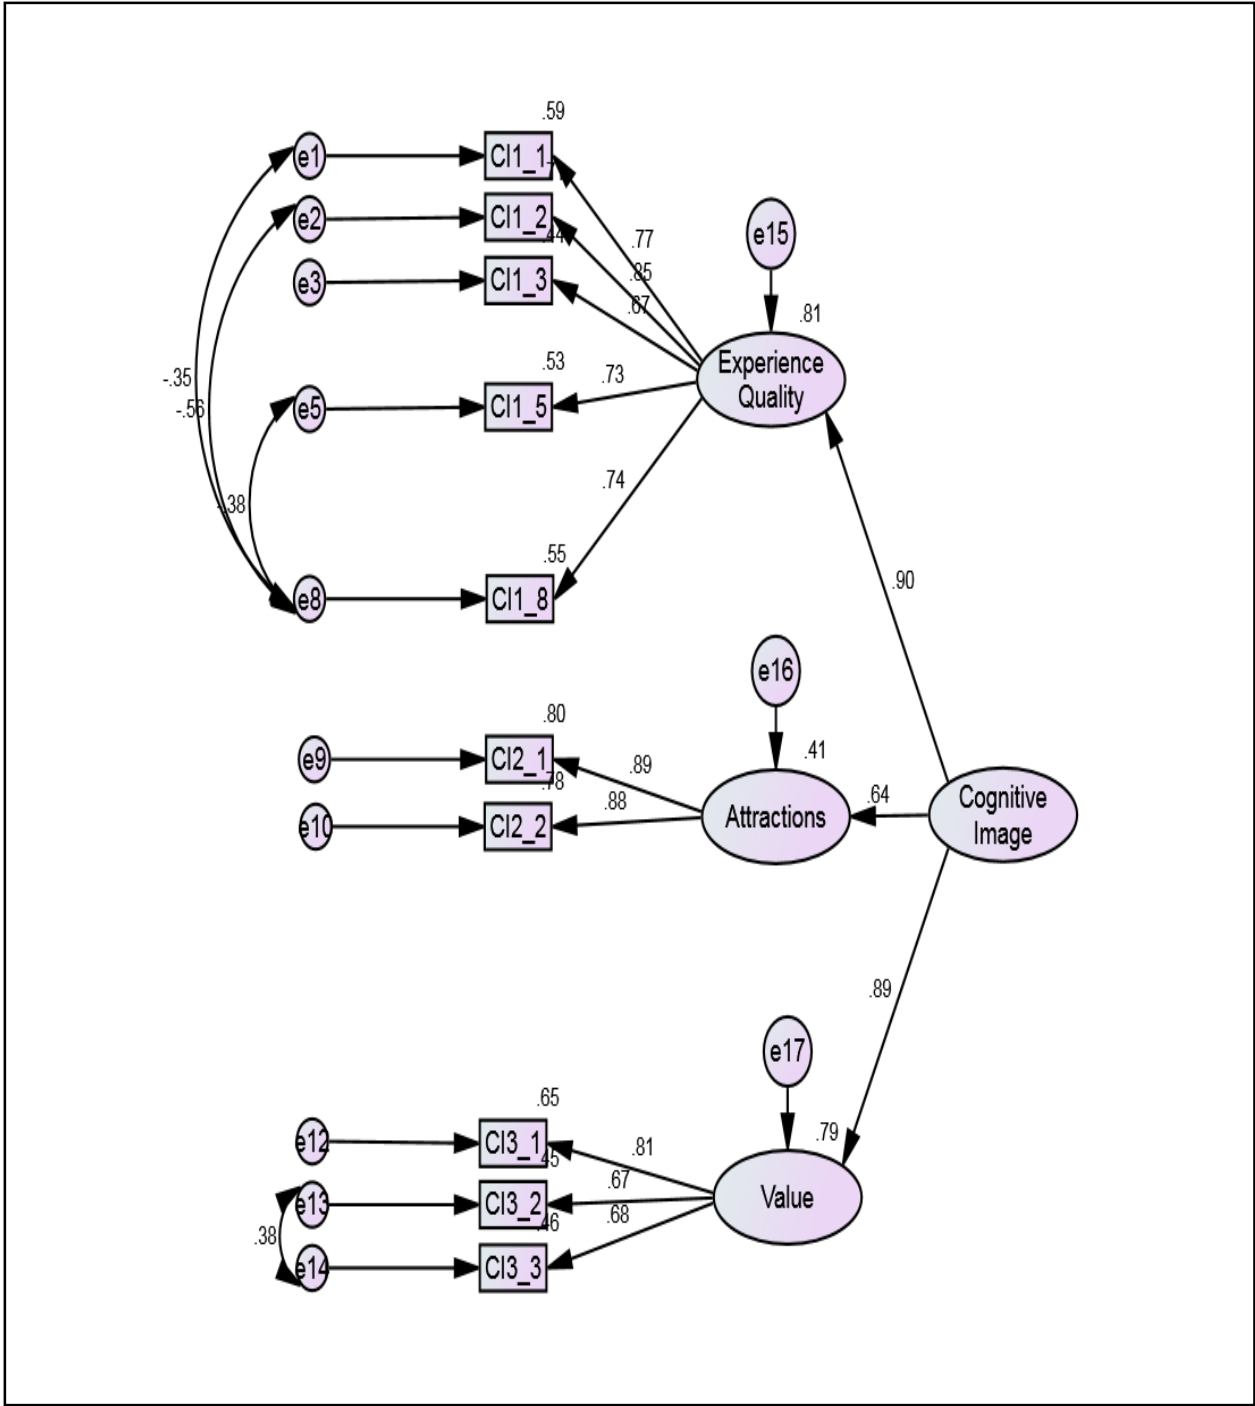 .59
e1
CI1_1
e2
CI1_2
.44
.77
e15
e3
CI1_3
.85
.67
.81
Experience
Quality
-.35
.53
.73
-.56
e5
CI1_5
.74
-.38
.55
e8
CI1_8
.90
e16
.80
.41
e9
CI2_1
.89
.78
.88
.64
e10
CI2_2
Attractions
Cognitive
Image
.89
e17
.65
.79
e12
CI3_1
.81
.45
.67
e13
CI3_2
Value
.38
.46
.68
e14
CI3_3